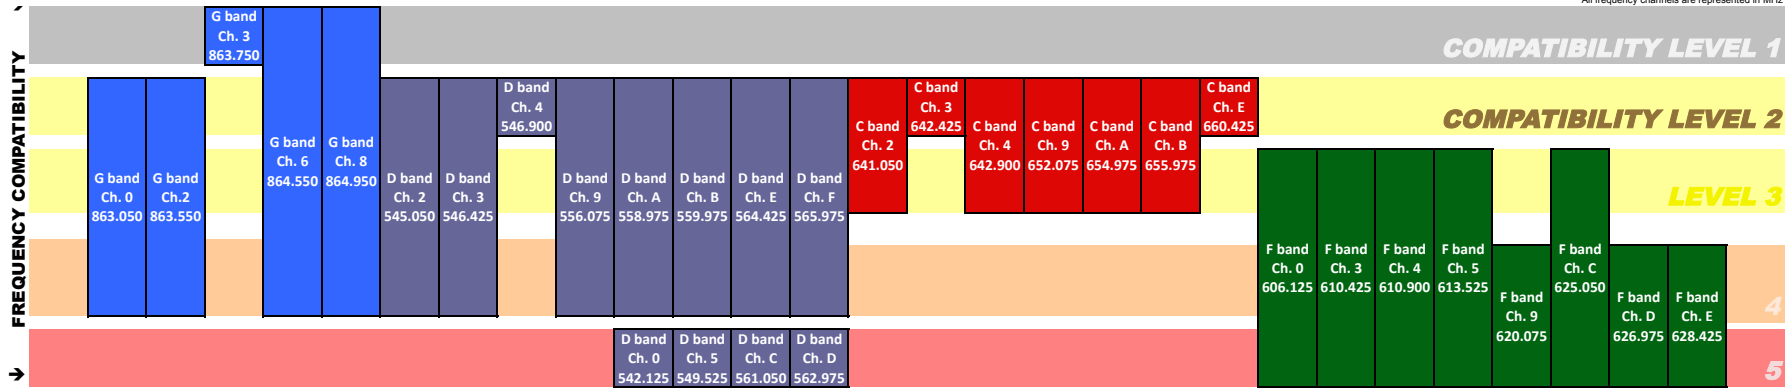 All frequency channels are represented in MHz
FREQUENCY COMPATIBILITY
COMPATIBILITY LEVEL 1
COMPATIBILITY LEVEL 2
LEVEL 3
4
5
G band
Ch. 0
863.050
G band
Ch.2
863.550
G band
Ch. 3
863.750
G band
Ch. 6
864.550
G band
Ch. 8
864.950
D band
Ch. 2
545.050
D band
Ch. 3
546.425
D band
Ch. 4
546.900
D band
Ch. 9
556.075
D band
Ch. A
558.975
D band
Ch. B
559.975
D band
Ch. E
564.425
D band
Ch. F
565.975
D band
Ch. 0
542.125
D band
Ch. 5
549.525
D band
Ch. C
561.050
D band
Ch. D
562.975
C band
Ch. 2
641.050
C band
Ch. 3
642.425
C band
Ch. 4
642.900
C band
Ch. 9
652.075
C band
Ch. A
654.975
C band
Ch. B
655.975
C band
Ch. E
660.425
F band
Ch. 0
606.125
F band
Ch. 3
610.425
F band
Ch. 4
610.900
F band
Ch. 5
613.525
F band
Ch. 9
620.075
F band
Ch. C
625.050
F band
Ch. D
626.975
F band
Ch. E
628.425